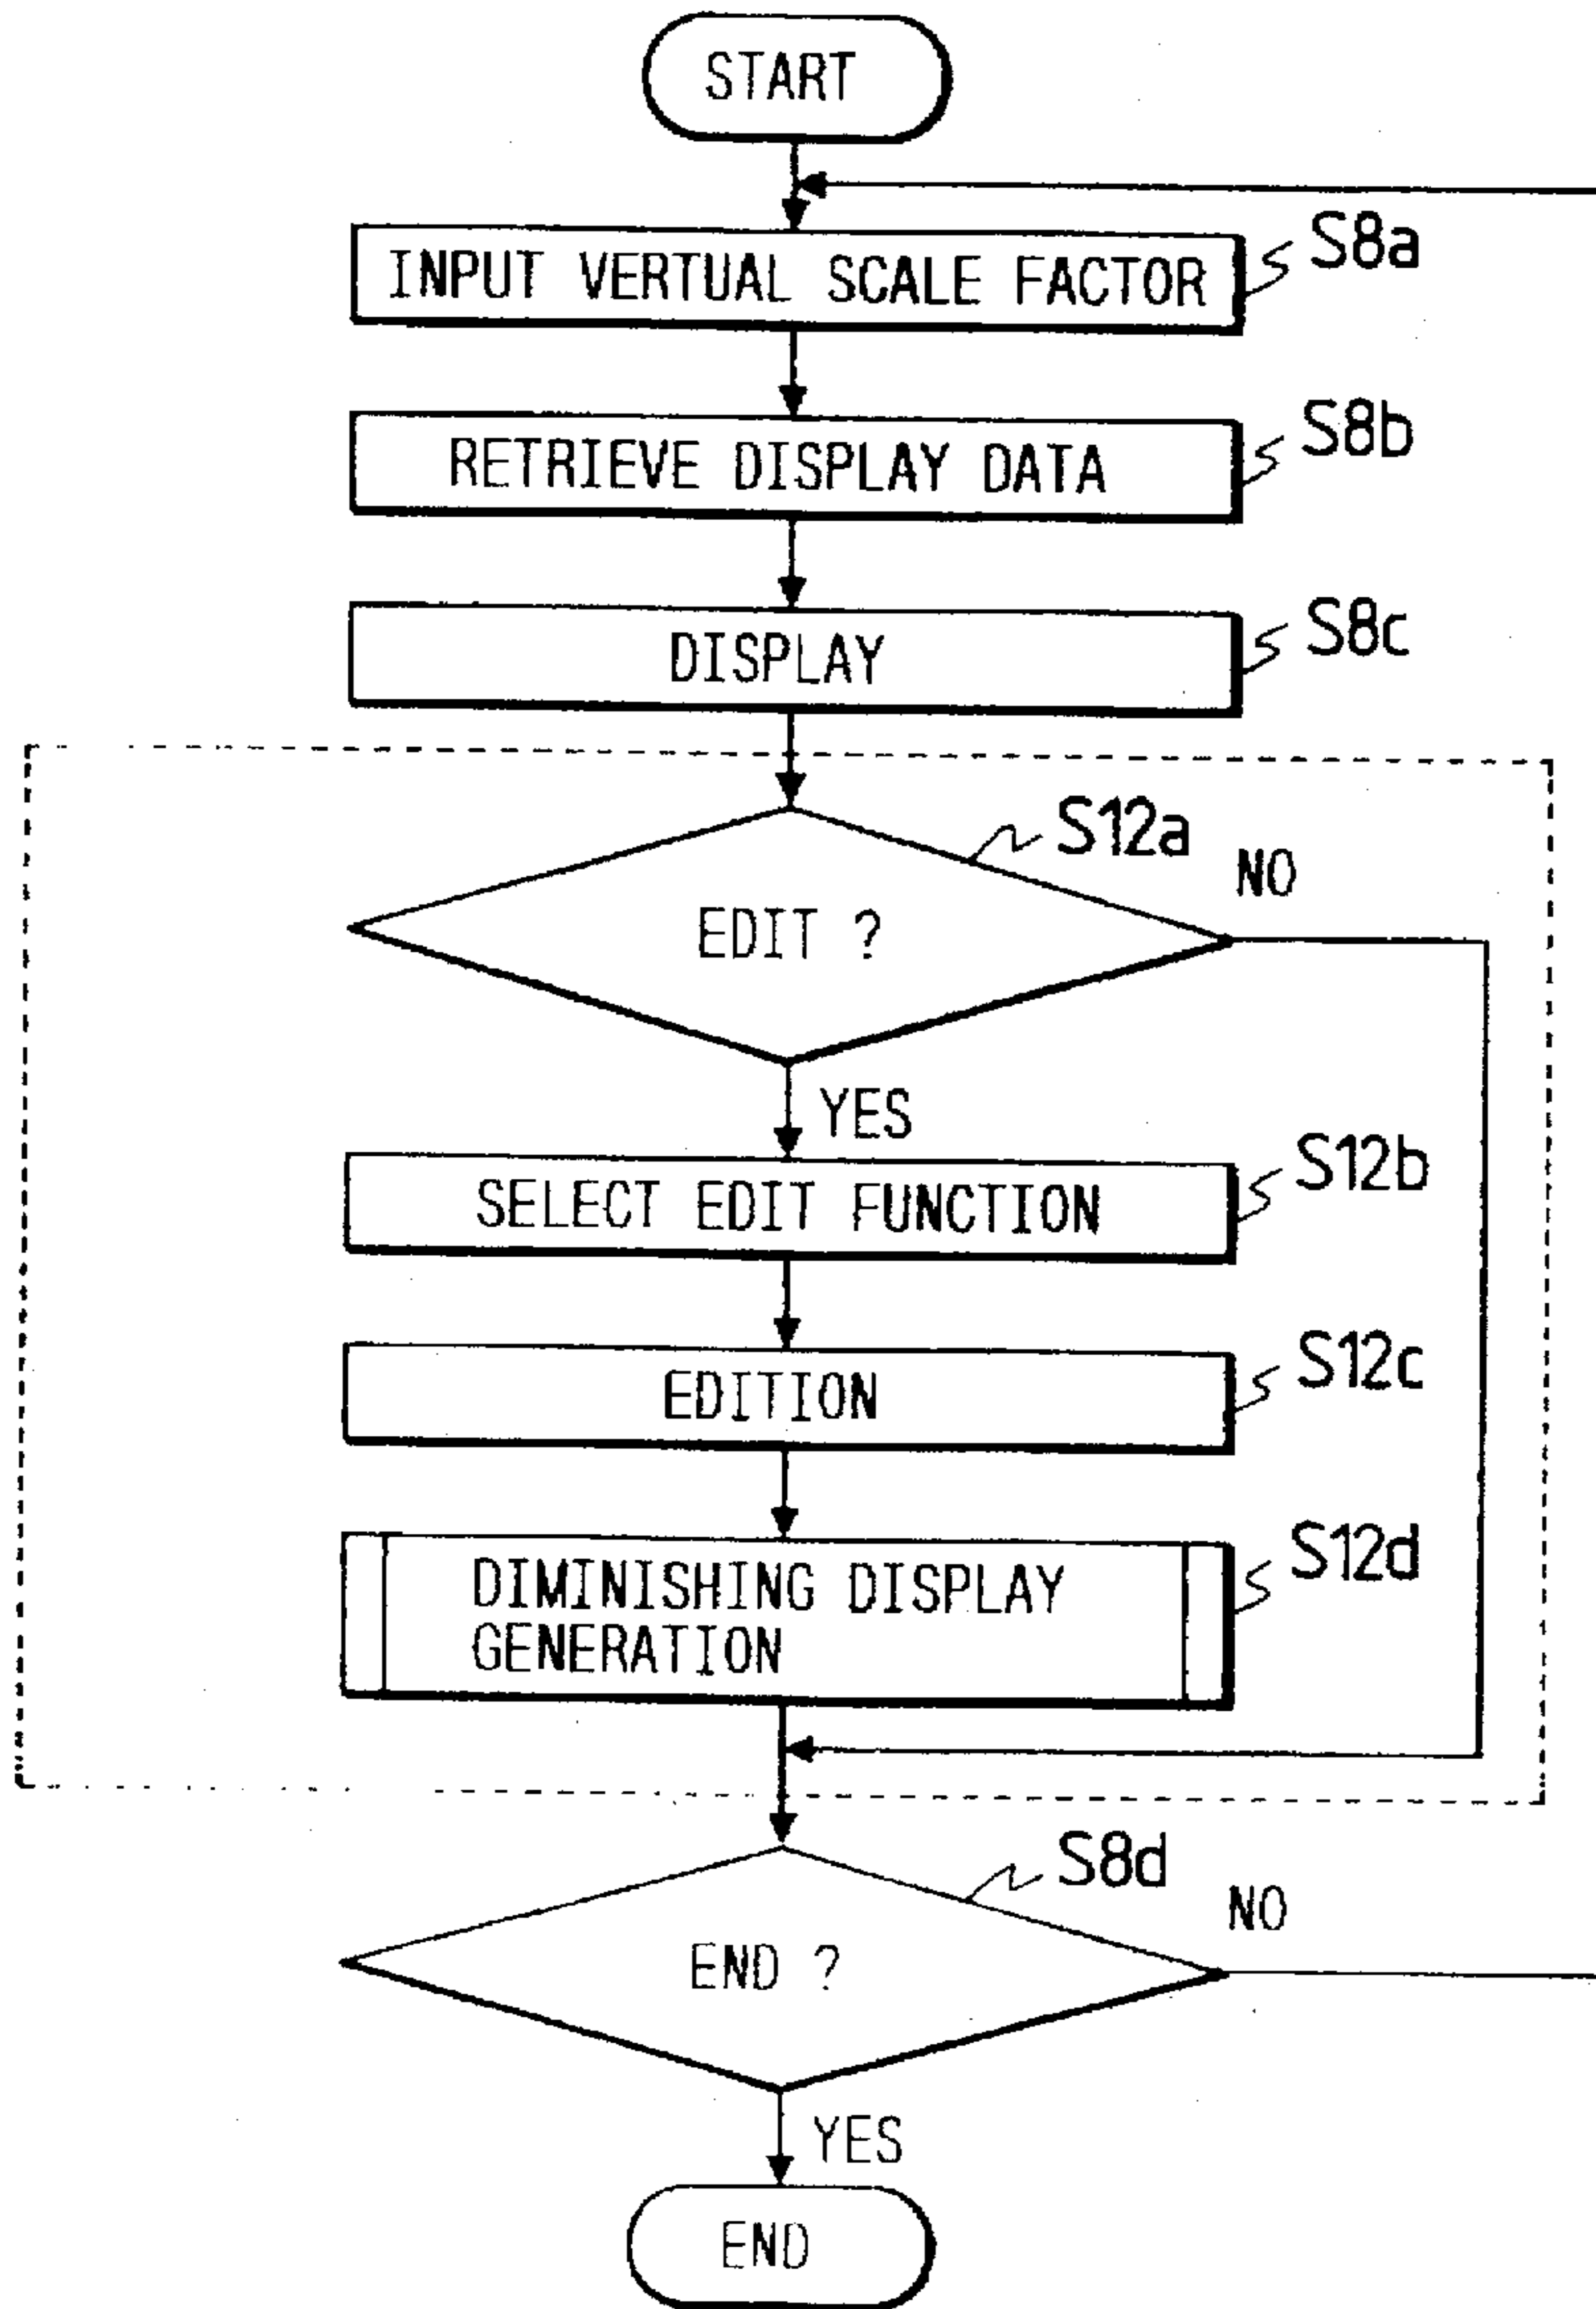 START
INPUT VERTUAL SCALE FACTOR
S8a
RETRIEVE DISPLAY DATA
S8b
DISPLAY
S8c
S12a
EDIT ?
NO
YES
SELECT EDIT FUNCTION
S12b
EDITION
S12c
DIMINISHING DISPLAY
GENERATION
S12d
S8d
END ?
NO
YES
END